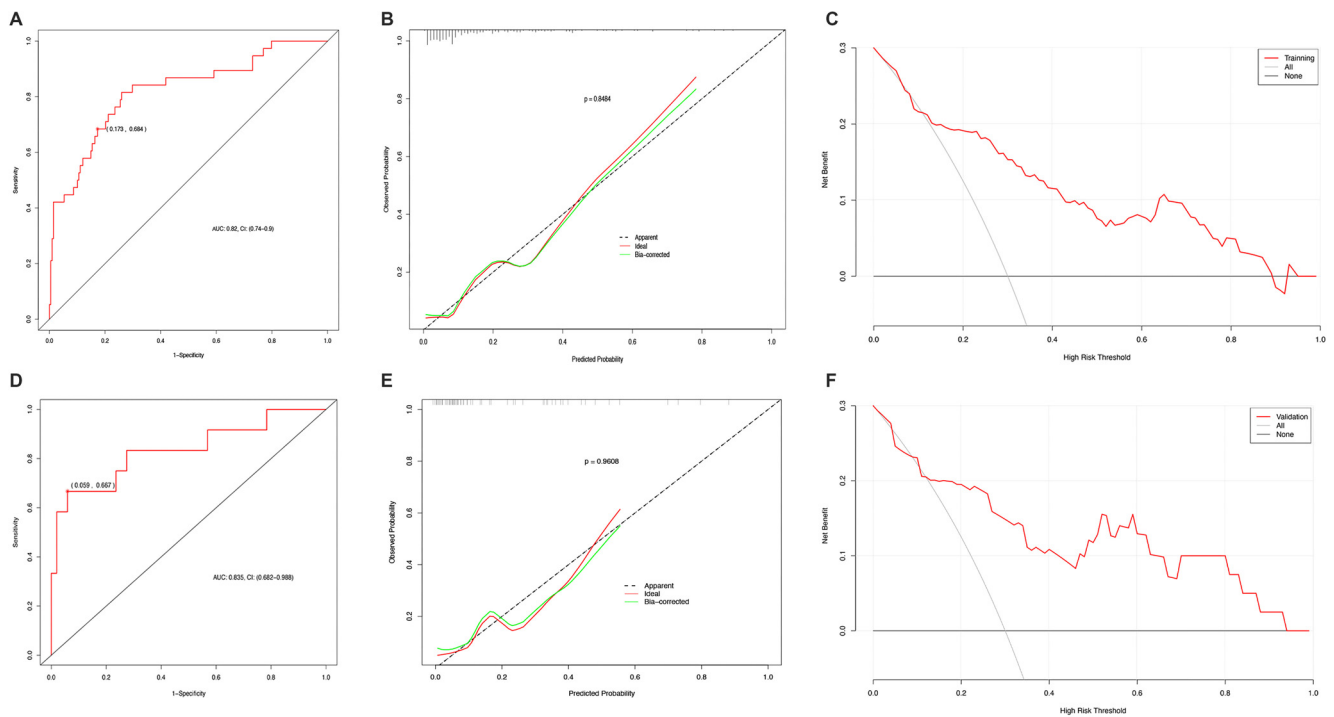 A
1.0
0.8
0.6
0.4
0.2
0.0
Sensitivity
(0.173 , 0.684)
AUC: 0.82, CI: (0.74−0.9)
0.0 0.2 0.4 0.6 0.8 1.0
1−Specificity
B
1.0
0.8
0.6
0.4
0.2
0.0
Observed Probability
p = 0.8484
Apparent
Ideal
Bia−corrected
0.0 0.2 0.4 0.6 0.8 1.0
Predicted Probability
C
0.3
0.2
0.1
0.0
Net Benefit
Trainning
All
None
0.0 0.2 0.4 0.6 0.8 1.0
High Risk Threshold
D
1.0
0.8
0.6
0.4
0.2
0.0
Sensitivity
(0.059 , 0.667)
AUC: 0.835, CI: (0.682−0.988)
0.0 0.2 0.4 0.6 0.8 1.0
1−Specificity
E
1.0
0.8
0.6
0.4
0.2
0.0
Observed Probability
p = 0.9608
Apparent
Ideal
Bia−corrected
0.0 0.2 0.4 0.6 0.8 1.0
Predicted Probability
F
0.3
0.2
0.1
0.0
Net Benefit
Validation
All
None
0.0 0.2 0.4 0.6 0.8 1.0
High Risk Threshold